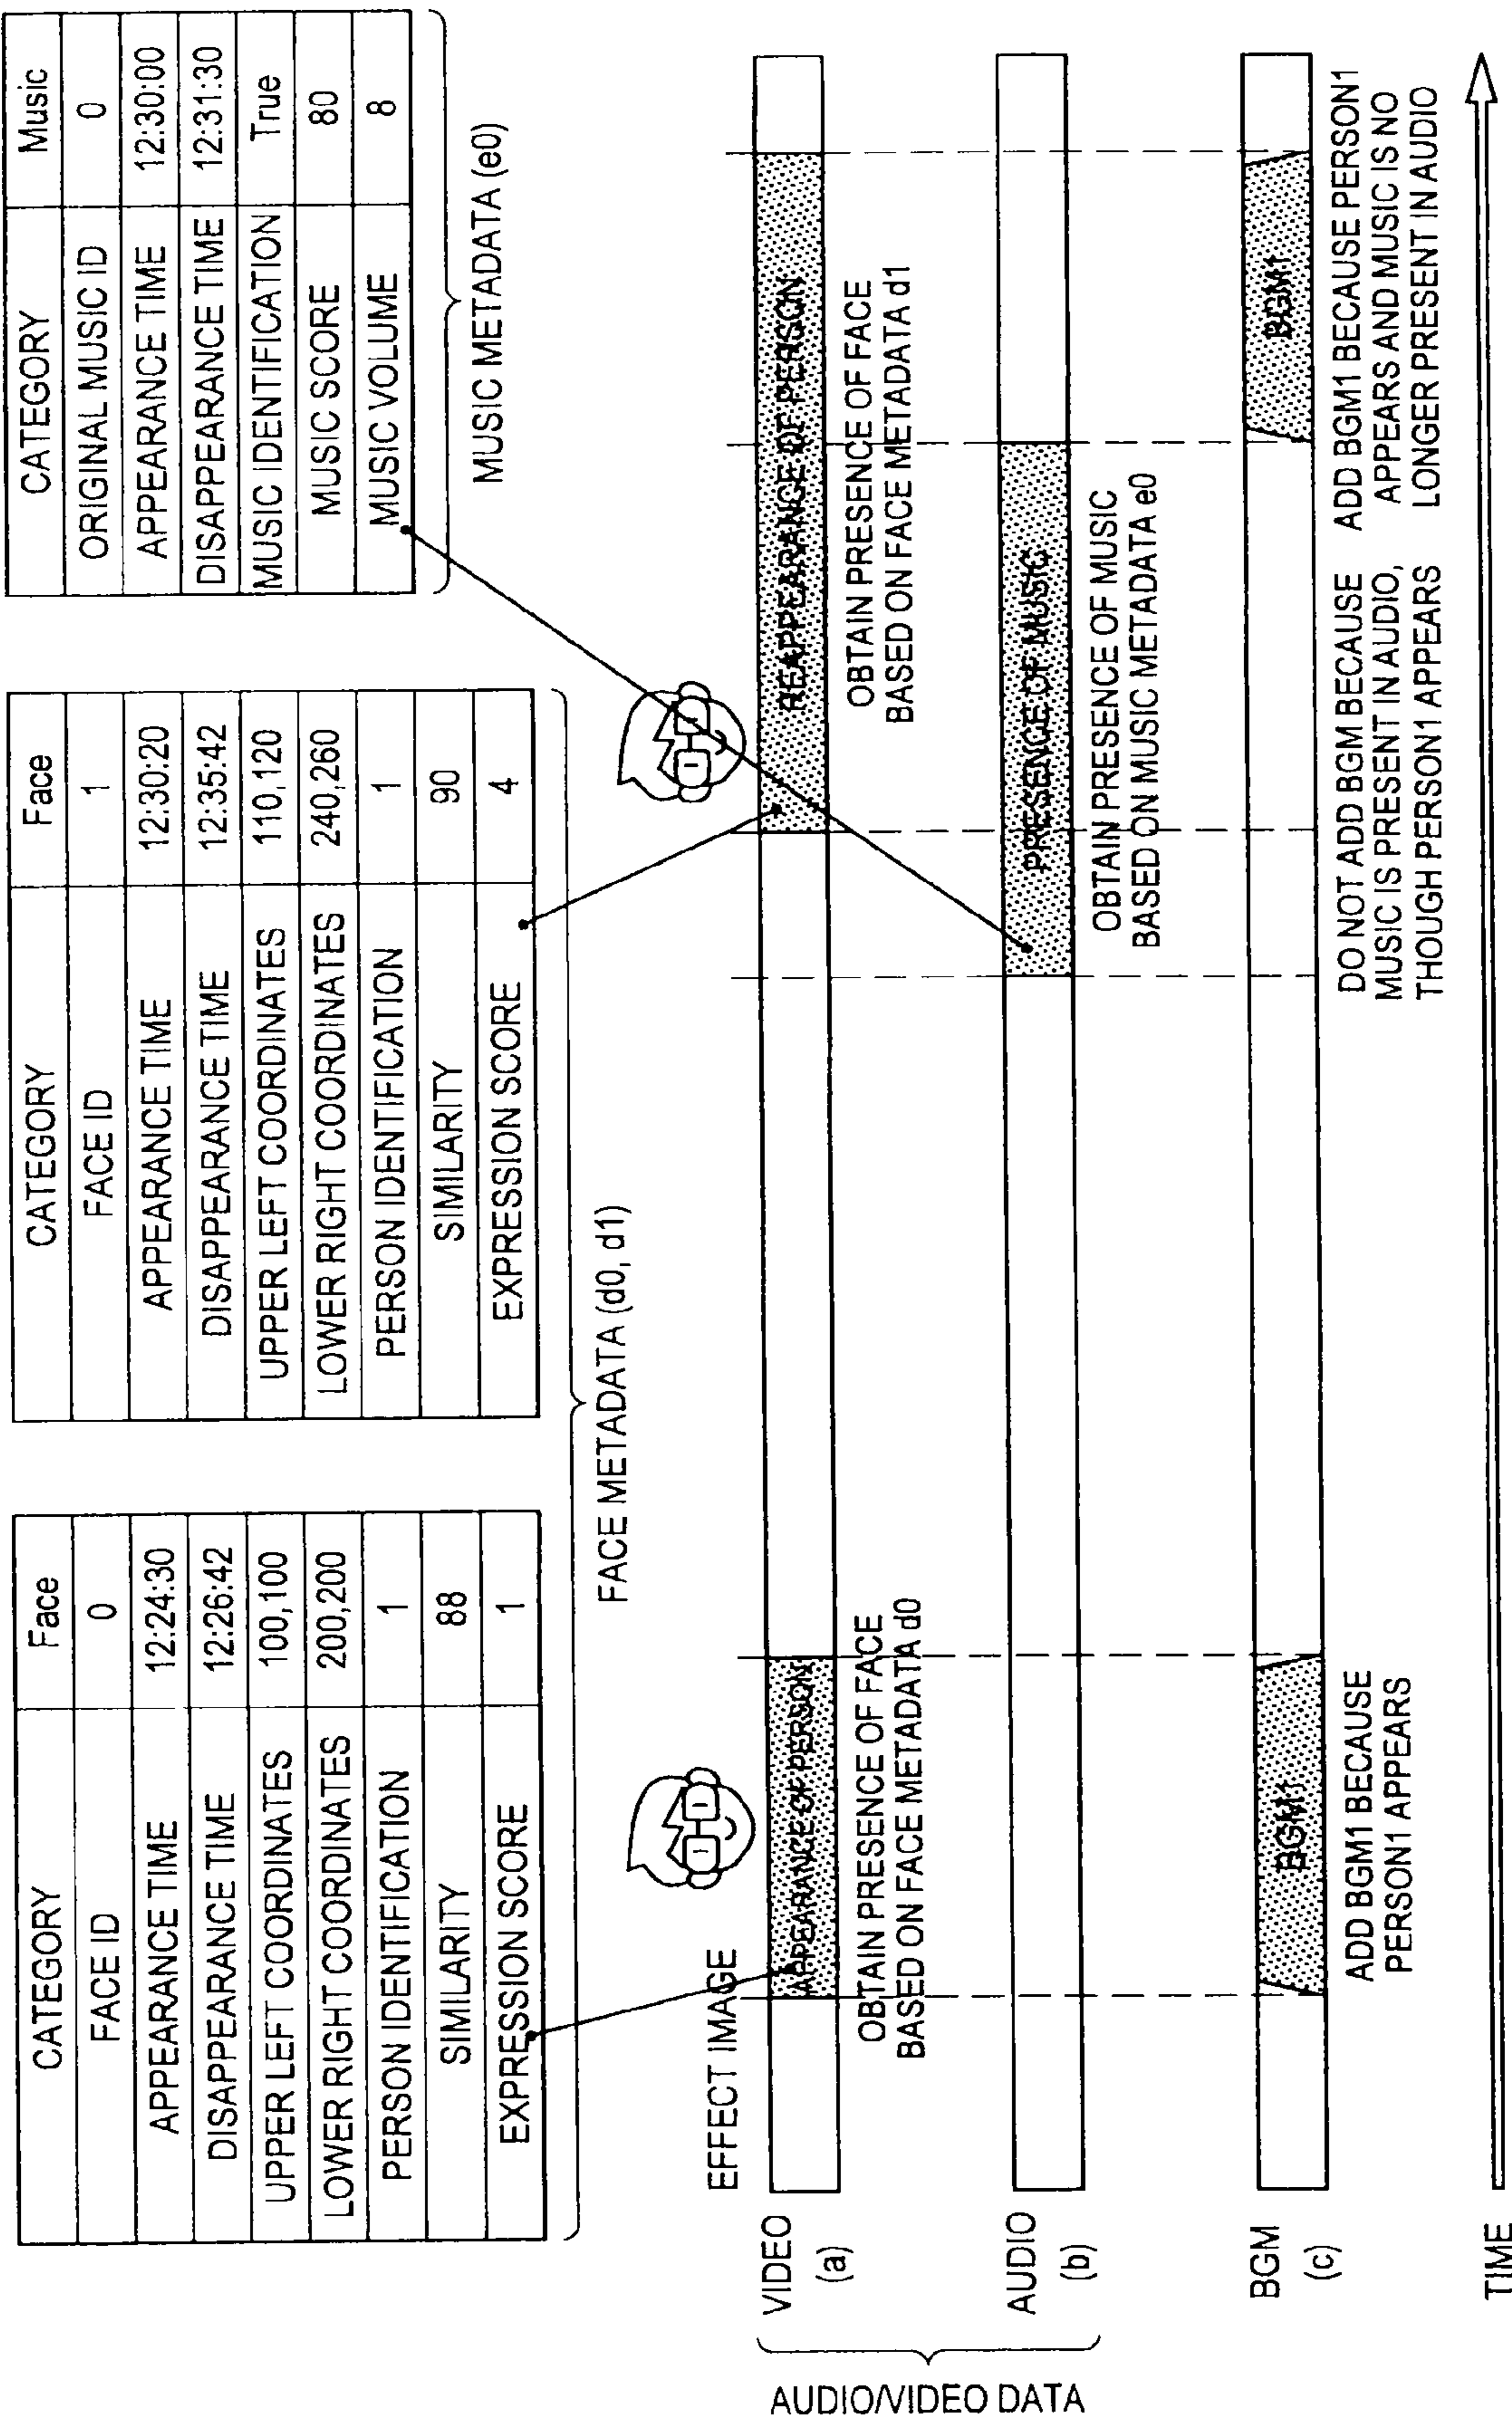 CATEGORY Face
FACE ID 0
APPEARANCE TIME 12:24:30
DISAPPEARANCE TIME 12:26:42
UPPER LEFT COORDINATES 100,100
LOWER RIGHT COORDINATES 200,200
PERSON IDENTIFICATION 1
SIMILARITY 88
EXPRESSION SCORE 1
CATEGORY Face
FACE ID 1
APPEARANCE TIME 12:30:20
DISAPPEARANCE TIME 12:35:42
UPPER LEFT COORDINATES 110,120
LOWER RIGHT COORDINATES 240,260
PERSON IDENTIFICATION 1
SIMILARITY 90
EXPRESSION SCORE 4
FACE METADATA (d0, d1)
CATEGORY Music
ORIGINAL MUSIC ID 0
APPEARANCE TIME 12:30:00
DISAPPEARANCE TIME 12:31:30
MUSIC IDENTIFICATION True
MUSIC SCORE 80
MUSIC VOLUME 8
MUSIC METADATA (e0)
EFFECT IMAGE
AUDIO/VIDEO DATA
VIDEO
(a)
APPEARANCE OF PERSON
REAPPEARANCE OF PERSON
OBTAIN PRESENCE OF FACE
BASED ON FACE METADATA d0
OBTAIN PRESENCE OF FACE
BASED ON FACE METADATA d1
AUDIO
(b)
PRESENCE OF MUSIC
OBTAIN PRESENCE OF MUSIC
BASED ON MUSIC METADATA e0
BGM
(c)
BGM1
BGM1
ADD BGM1 BECAUSE
PERSON1 APPEARS
DO NOT ADD BGM BECAUSE
MUSIC IS PRESENT IN AUDIO,
THOUGH PERSON1 APPEARS
ADD BGM1 BECAUSE PERSON1
APPEARS AND MUSIC IS NO
LONGER PRESENT IN AUDIO
TIME